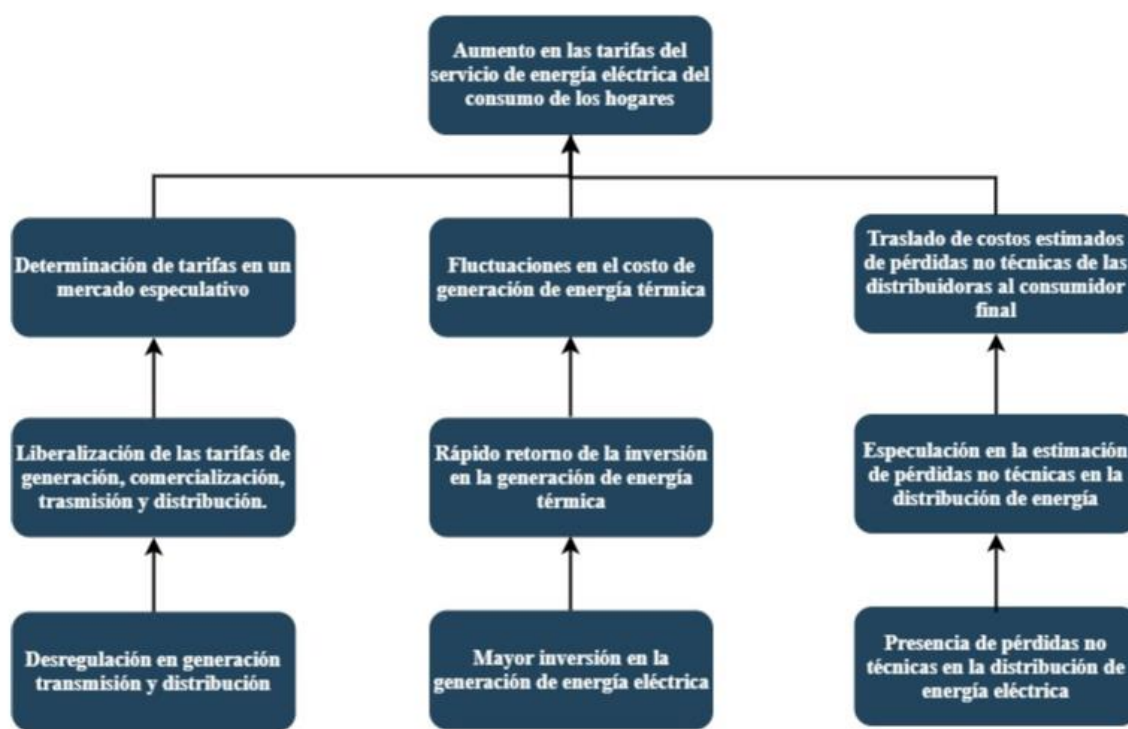 Aumento en las tarifas del
servicio de energía eléctrica del
consumo de los hogares
Determinación de tarifas en un
mercado especulativo
Fluctuaciones en el costo de
generación de energía térmica
Traslado de costos estimados
de pérdidas no técnicas de las
distribuidoras al consumidor
final
Liberalización de las tarifas de
generación, comercialización,
trasmisión y distribución.
Rápido retorno de la inversión
en la generación de energía
térmica
Especulación en la estimación
de pérdidas no técnicas en la
distribución de energía
Desregulación en generación
transmisión y distribución
Mayor inversión en la
generación de energía eléctrica
Presencia de pérdidas no
técnicas en la distribución de
energía eléctrica